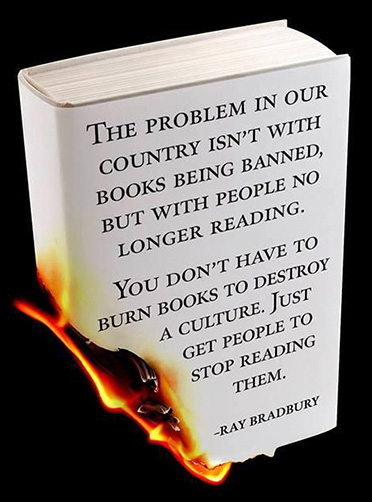 THE PROBLEM IN OUR
COUNTRY ISN'T WITH
BOOKS BEING BANNED,
BUT WITH PEOPLE NO
LONGER READING.
YOU DON'T HAVE TO
BURN BOOKS TO DESTROY
A CULTURE. JUST
GET PEOPLE TO
STOP READING
THEM.
-RAY BRADBURY